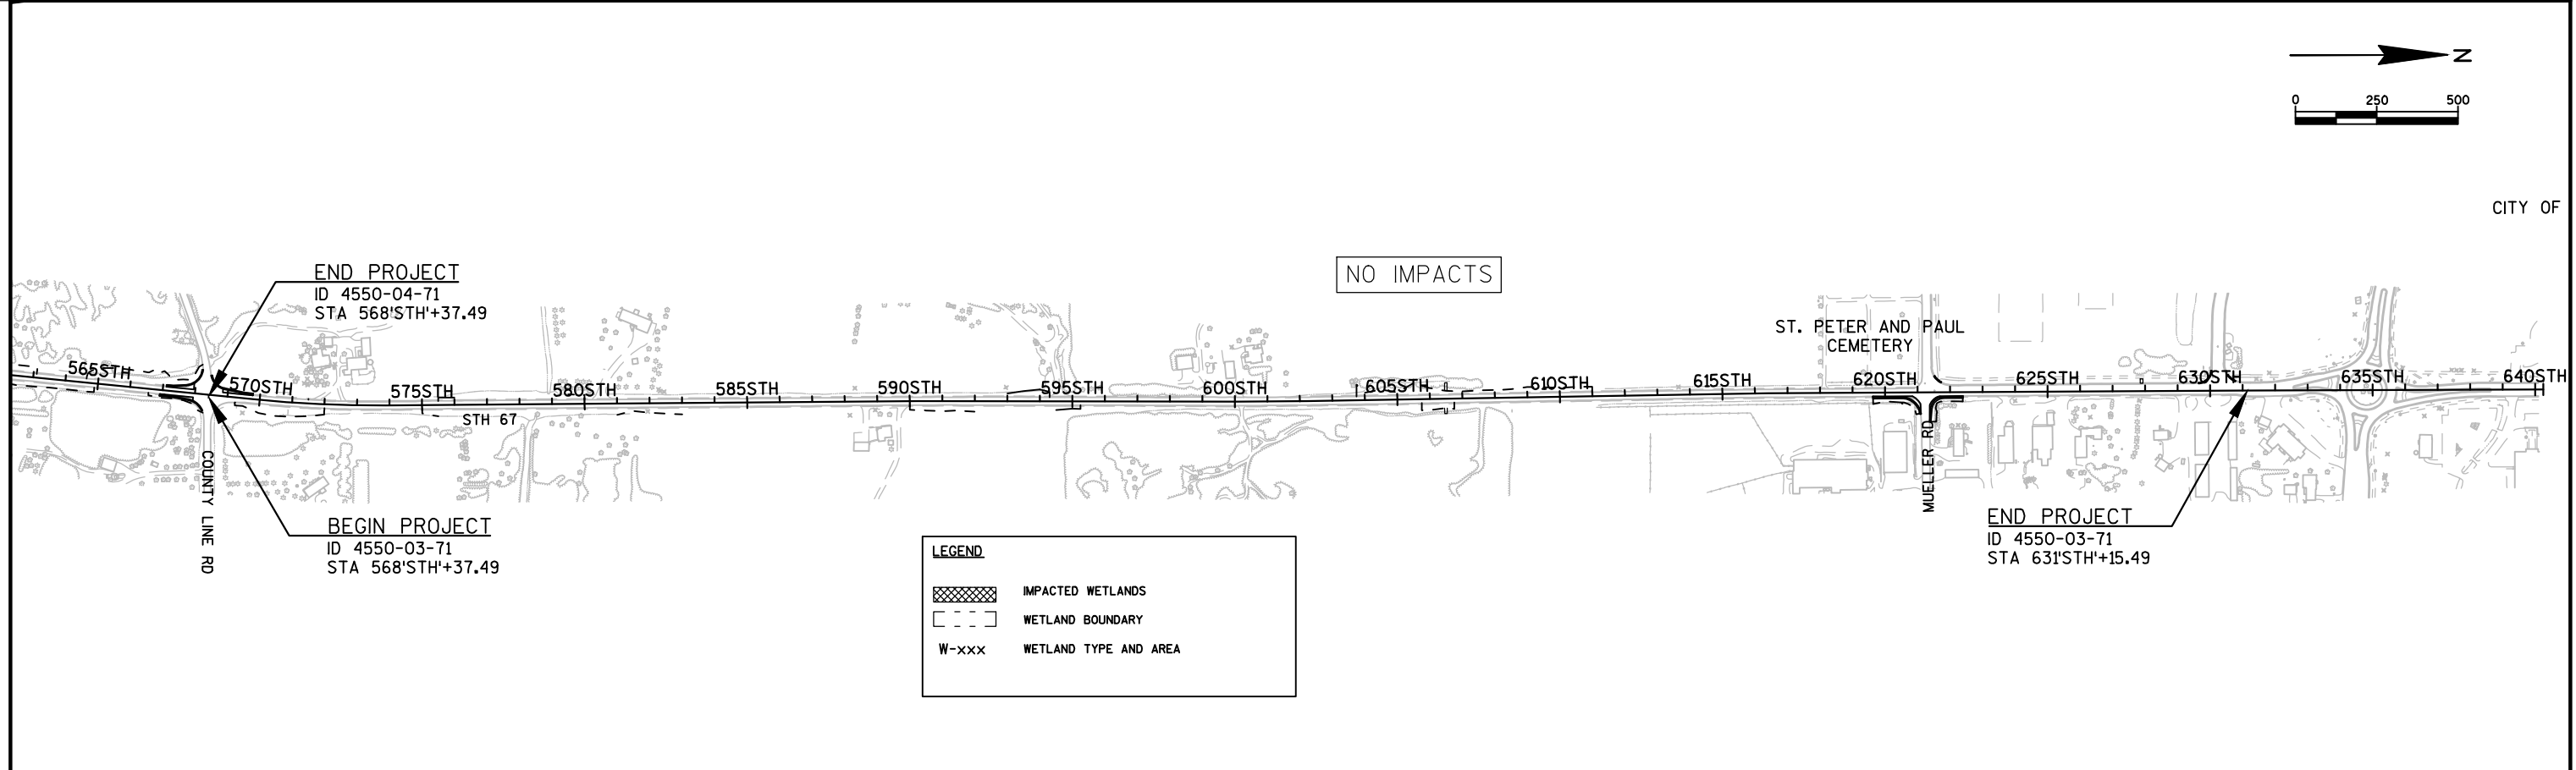 N
0 250 500
CITY OF
NO IMPACTS
END PROJECT
ID 4550-04-71
STA 568'STH'+37.49
ST. PETER AND PAUL
CEMETERY
565STH 570STH 575STH 580STH 585STH 590STH 595STH 600STH 605STH 610STH 615STH 620STH 625STH 630STH 635STH 640STH
STH 67
COUNTY LINE RD
MUELLER RD
BEGIN PROJECT
ID 4550-03-71
STA 568'STH'+37.49
END PROJECT
ID 4550-03-71
STA 631'STH'+15.49
LEGEND
IMPACTED WETLANDS
WETLAND BOUNDARY
W-xxx WETLAND TYPE AND AREA